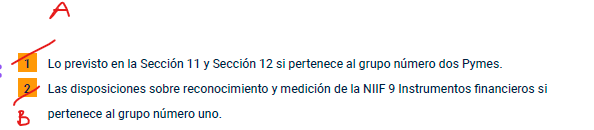 A
1 Lo previsto en la Sección 11 y Sección 12 si pertenece al grupo número dos Pymes.
2 Las disposiciones sobre reconocimiento y medición de la NIIF 9 Instrumentos financieros si
B pertenece al grupo número uno.